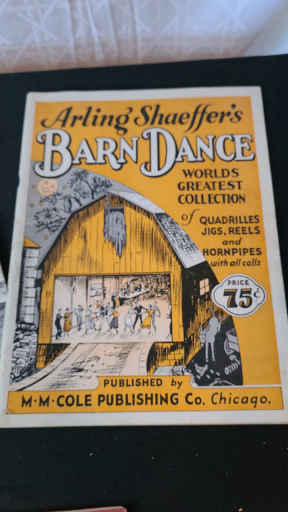 Arling Shaeffer's
BARN DANCE
WORLD'S
GREATEST
COLLECTION
of QUADRILLES
JIGS, REELS
and
HORNPIPES
with all calls
PRICE
75¢
PUBLISHED by
M·M·COLE PUBLISHING Co. Chicago.